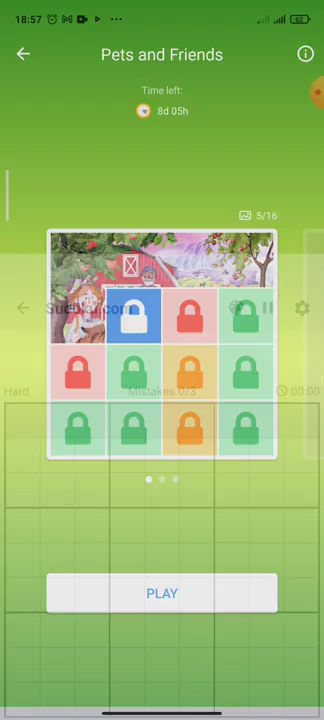 18:57
92
Pets and Friends
Time left:
8d 05h
5/16
Sudoku.com
Hard
Mistakes 0/3
00:00
PLAY